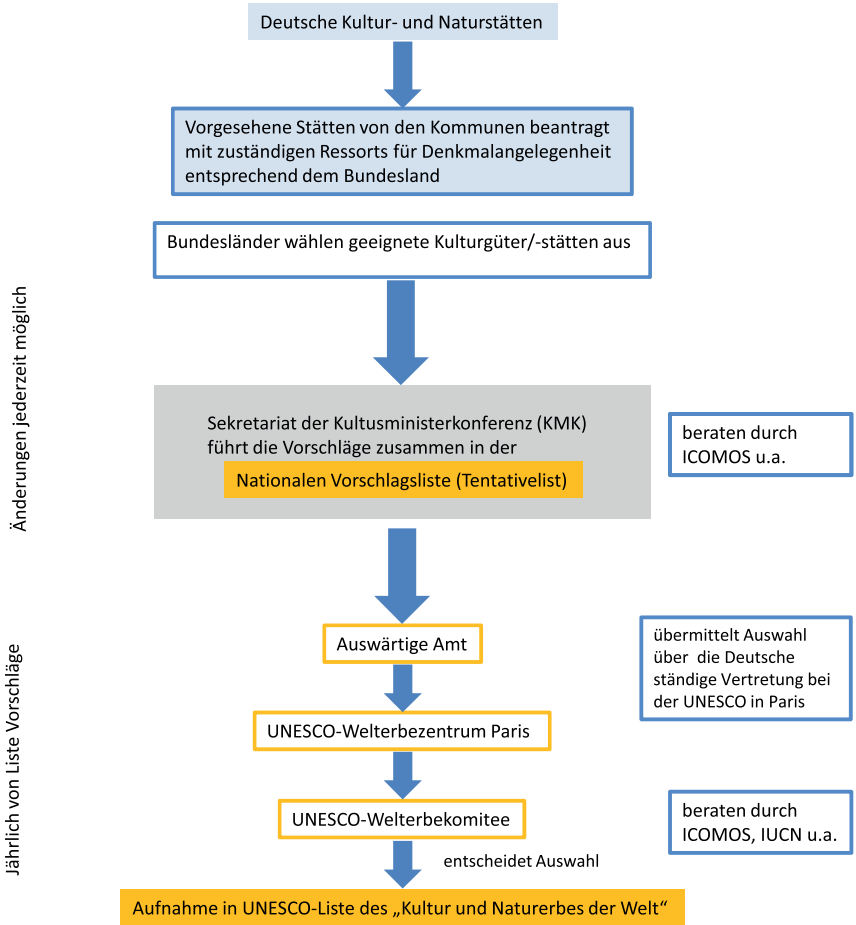 Deutsche Kultur- und Naturstätten
Vorgesehene Stätten von den Kommunen beantragt
mit zuständigen Ressorts für Denkmalangelegenheit
entsprechend dem Bundesland
Bundesländer wählen geeignete Kulturgüter/-stätten aus
Änderungen jederzeit möglich
Sekretariat der Kultusministerkonferenz (KMK)
führt die Vorschläge zusammen in der
Nationalen Vorschlagsliste (Tentativelist)
beraten durch
ICOMOS u.a.
Jährlich von Liste Vorschläge
Auswärtige Amt
übermittelt Auswahl
über die Deutsche
ständige Vertretung bei
der UNESCO in Paris
UNESCO-Welterbezentrum Paris
UNESCO-Welterbekomitee
beraten durch
ICOMOS, IUCN u.a.
entscheidet Auswahl
Aufnahme in UNESCO-Liste des „Kultur und Naturerbes der Welt“